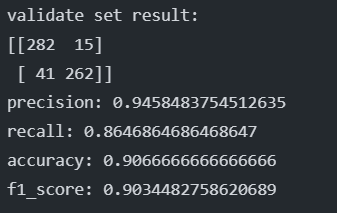 validate set result:
[[282  15]
 [ 41 262]]
precision: 0.9458483754512635
recall: 0.8646864686468647
accuracy: 0.9066666666666666
f1_score: 0.9034482758620689